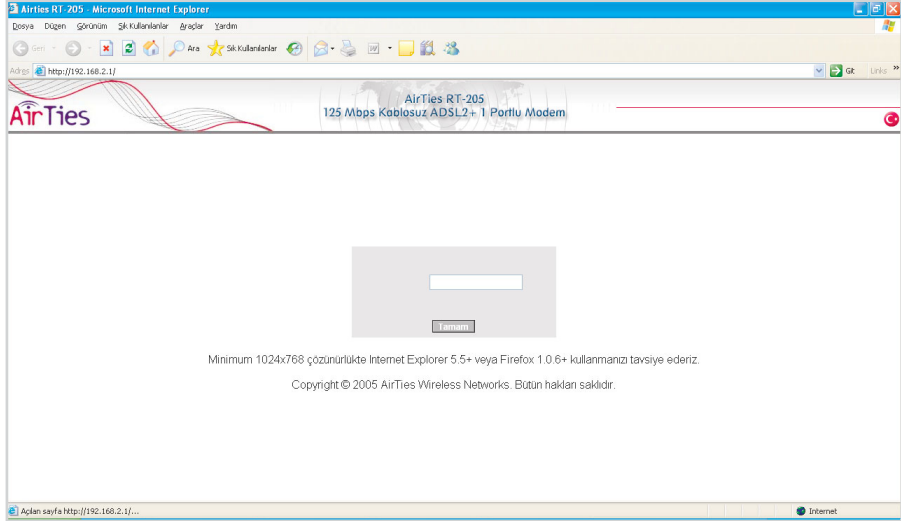 Airties RT-205 - Microsoft Internet Explorer
Dosya Düzen Görünüm Sık Kullanılanlar Araçlar Yardım
Geri Ara Sık Kullanılanlar
Adres http://192.168.2.1/ Git Links »
AirTies
AirTies RT-205
125 Mbps Kablosuz ADSL2+ 1 Portlu Modem
Tamam
Minimum 1024x768 çözünürlükte Internet Explorer 5.5+ veya Firefox 1.0.6+ kullanmanızı tavsiye ederiz.
Copyright © 2005 AirTies Wireless Networks. Bütün hakları saklıdır.
Açılan sayfa http://192.168.2.1/... Internet